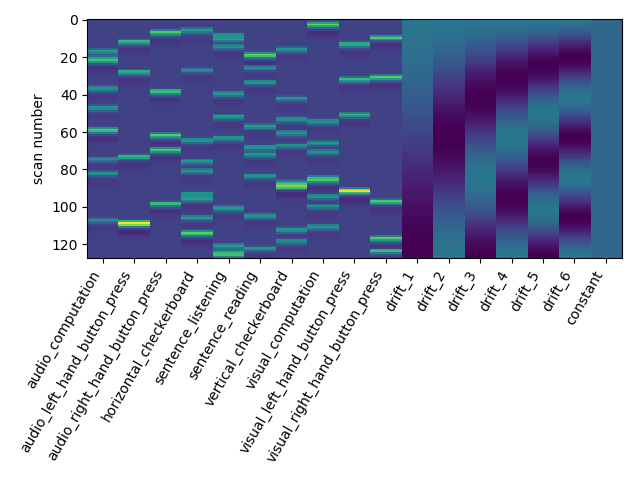 0
20
40
60
80
100
120
scan number
audio_computation
audio_left_hand_button_press
audio_right_hand_button_press
horizontal_checkerboard
sentence_listening
sentence_reading
vertical_checkerboard
visual_computation
visual_left_hand_button_press
visual_right_hand_button_press
drift_1
drift_2
drift_3
drift_4
drift_5
drift_6
constant